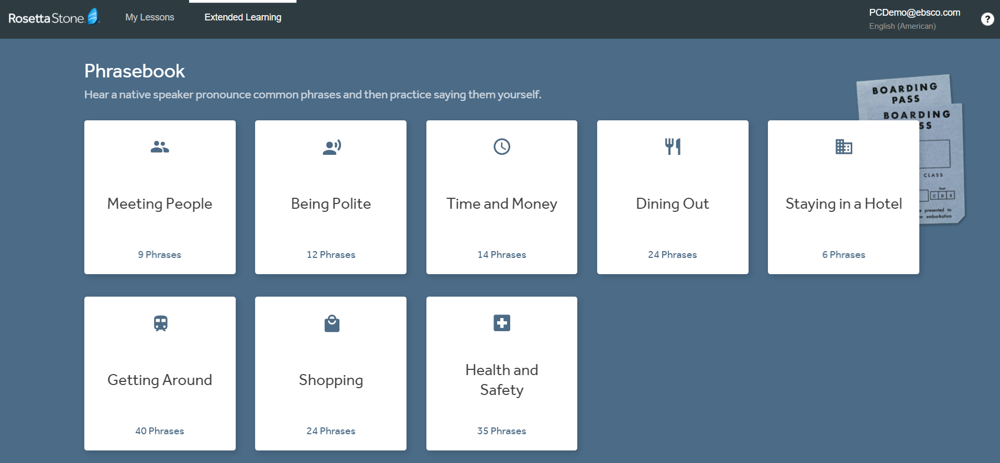 RosettaStone
My Lessons
Extended Learning
PCDemo@ebsco.com
English (American)
?
Phrasebook
Hear a native speaker pronounce common phrases and then practice saying them yourself.
BOARDING
PASS
BOARDING
SS
CLASS
Seat
C D E
presented to
embarkation
Meeting People
9 Phrases
Being Polite
12 Phrases
Time and Money
14 Phrases
Dining Out
24 Phrases
Staying in a Hotel
6 Phrases
Getting Around
40 Phrases
Shopping
24 Phrases
Health and
Safety
35 Phrases